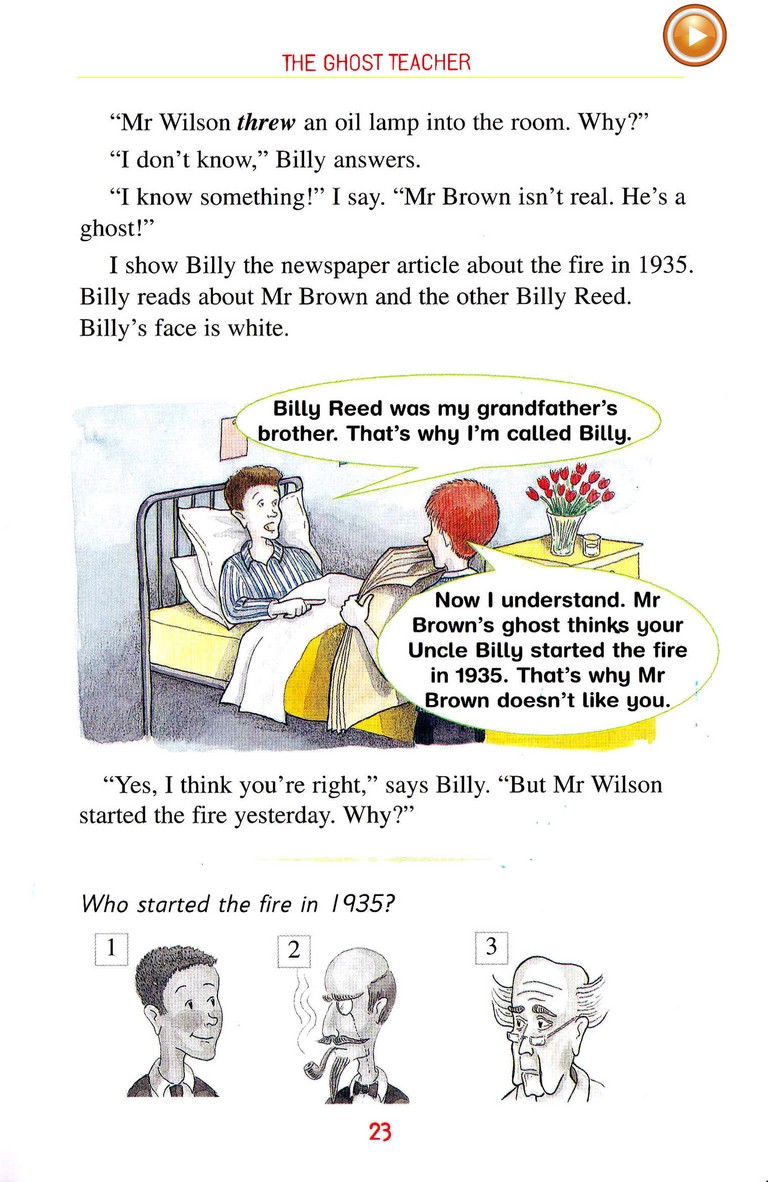 THE GHOST TEACHER
“Mr Wilson threw an oil lamp into the room. Why?”
“I don’t know,” Billy answers.
“I know something!” I say. “Mr Brown isn’t real. He’s a
ghost!”
I show Billy the newspaper article about the fire in 1935.
Billy reads about Mr Brown and the other Billy Reed.
Billy’s face is white.
Billy Reed was my grandfather’s
brother. That’s why I’m called Billy.
Now I understand. Mr
Brown’s ghost thinks your
Uncle Billy started the fire
in 1935. That’s why Mr
Brown doesn’t like you.
“Yes, I think you’re right,” says Billy. “But Mr Wilson
started the fire yesterday. Why?”
Who started the fire in 1935?
1
2
3
23